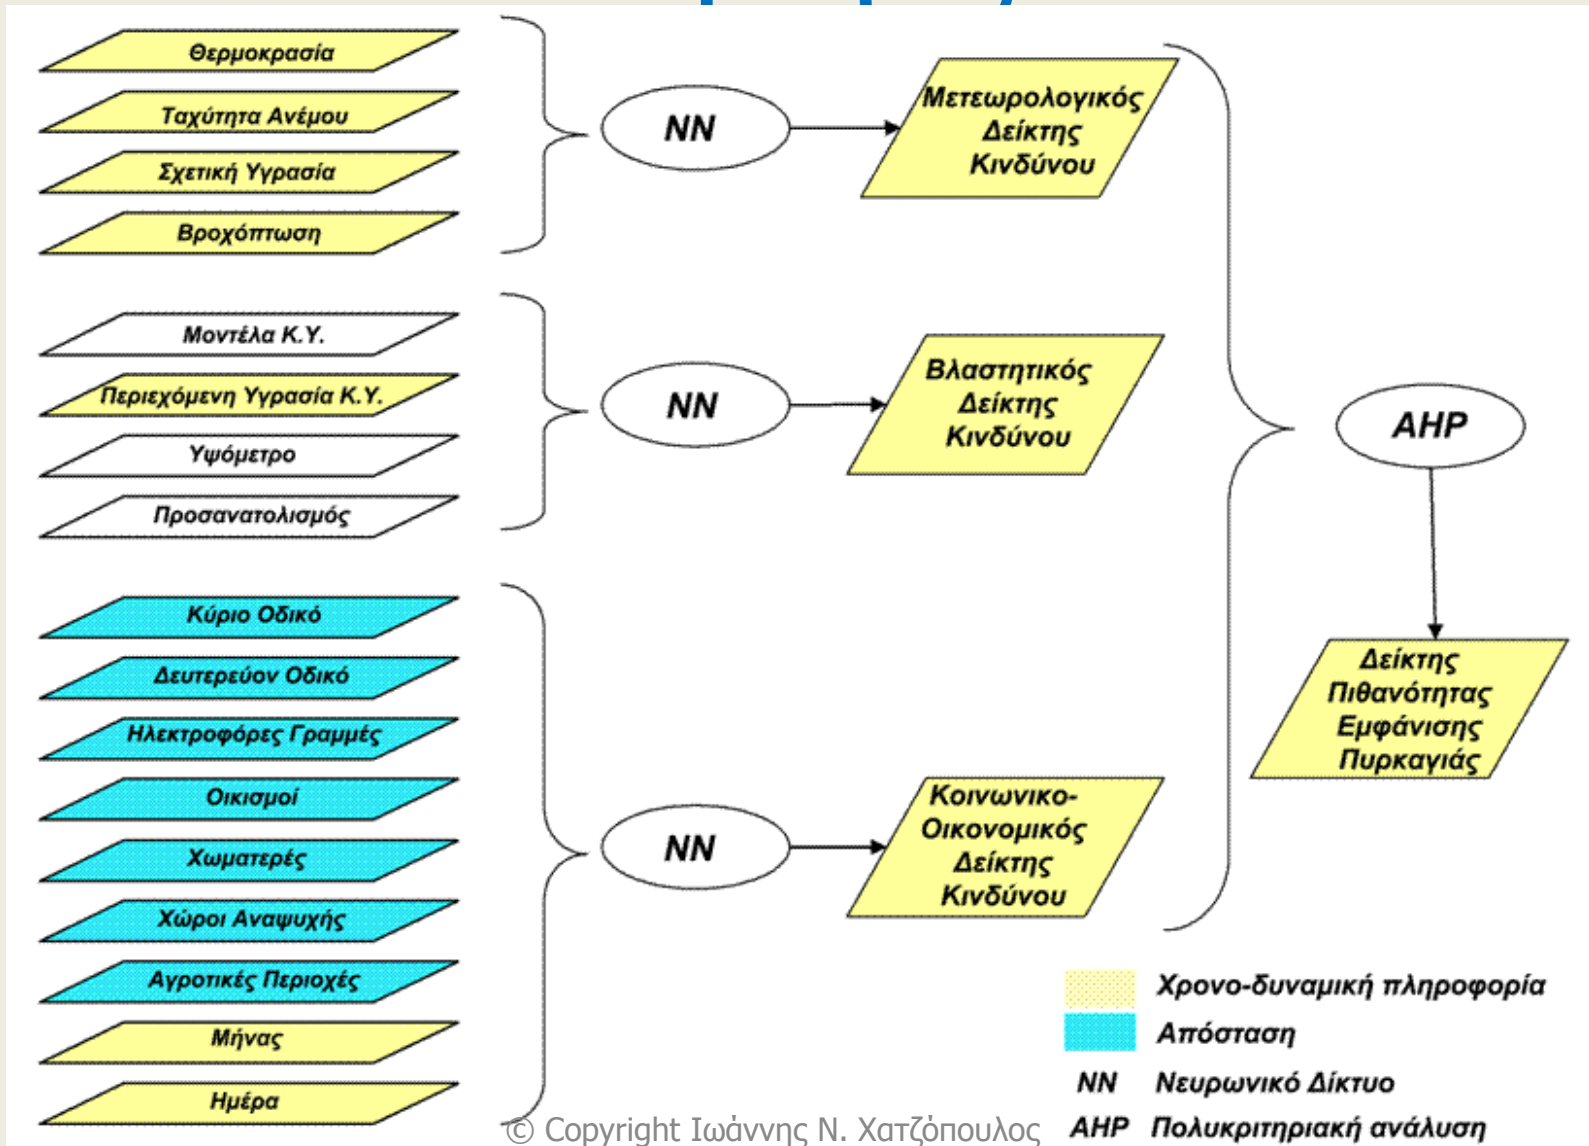 Θερμοκρασία
Ταχύτητα Ανέμου
Σχετική Υγρασία
Βροχόπτωση
NN
Μετεωρολογικός
Δείκτης
Κινδύνου
Μοντέλα Κ.Υ.
Περιεχόμενη Υγρασία Κ.Υ.
Υψόμετρο
Προσανατολισμός
NN
Βλαστητικός
Δείκτης
Κινδύνου
Κύριο Οδικό
Δευτερεύον Οδικό
Ηλεκτροφόρες Γραμμές
Οικισμοί
Χωματερές
Χώροι Αναψυχής
Αγροτικές Περιοχές
Μήνας
Ημέρα
NN
Κοινωνικο-
Οικονομικός
Δείκτης
Κινδύνου
AHP
Δείκτης
Πιθανότητας
Εμφάνισης
Πυρκαγιάς
Χρονο-δυναμική πληροφορία
Απόσταση
NN Νευρωνικό Δίκτυο
AHP Πολυκριτηριακή ανάλυση
© Copyright Ιωάννης Ν. Χατζόπουλος